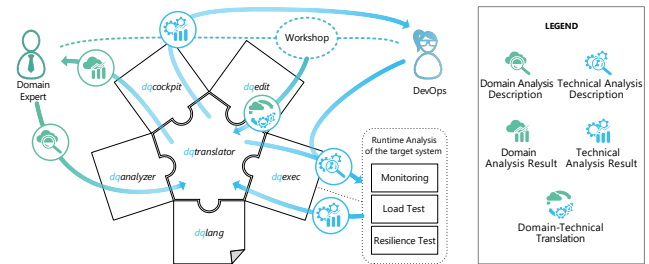 Workshop
Domain
Expert
DevOps
dqcockpit
dqedit
dqtranslator
dqanalyzer
dqexec
dqlang
Runtime Analysis
of the target system
Monitoring
Load Test
Resilience Test
LEGEND
Domain Analysis
Description
Technical Analysis
Description
Domain
Analysis Result
Technical
Analysis Result
Domain-Technical
Translation